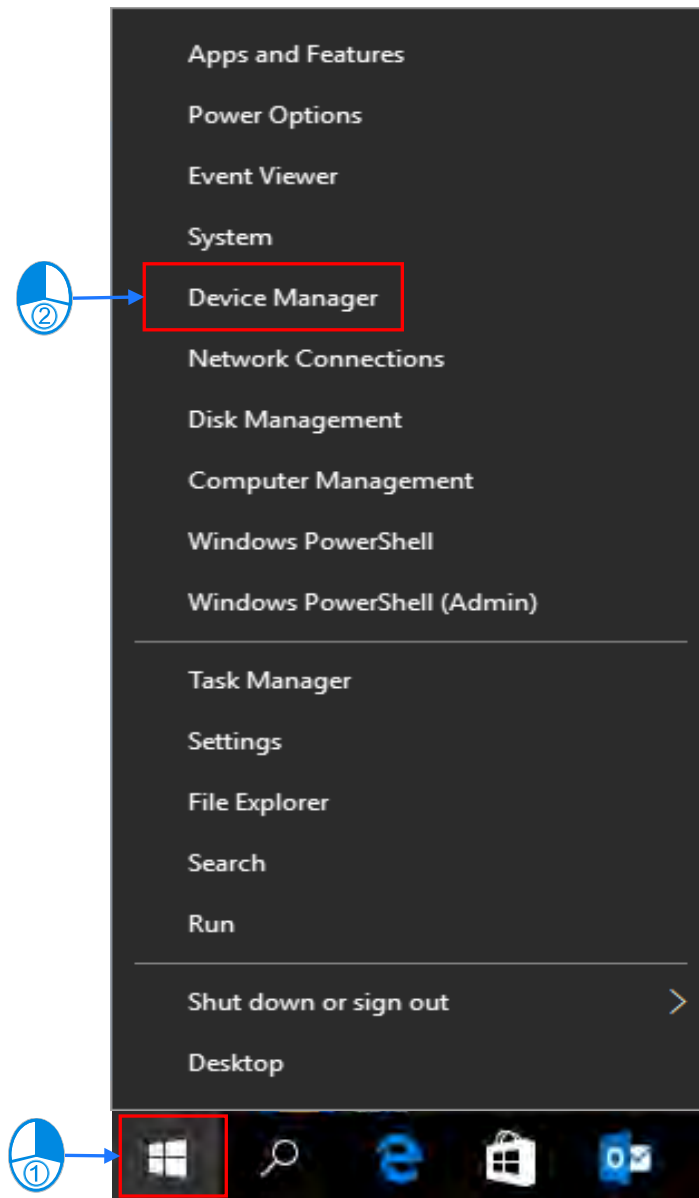 Apps and Features
Power Options
Event Viewer
System
Device Manager
②
Network Connections
Disk Management
Computer Management
Windows PowerShell
Windows PowerShell (Admin)
Task Manager
Settings
File Explorer
Search
Run
Shut down or sign out
Desktop
①